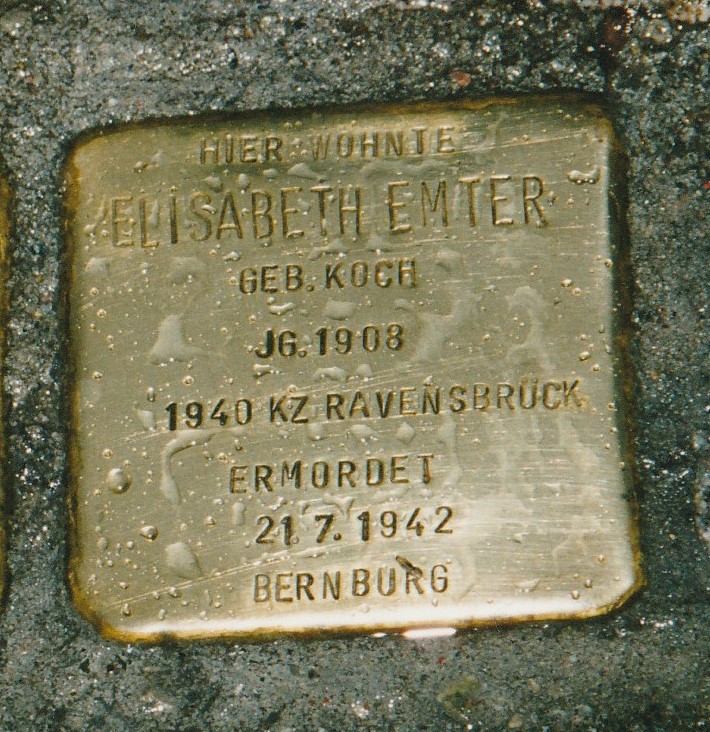 HIER WOHNTE
ELISABETH EMTER
GEB. KOCH
JG. 1908
1940 KZ RAVENSBRÜCK
ERMORDET
21. 7. 1942
BERNBURG